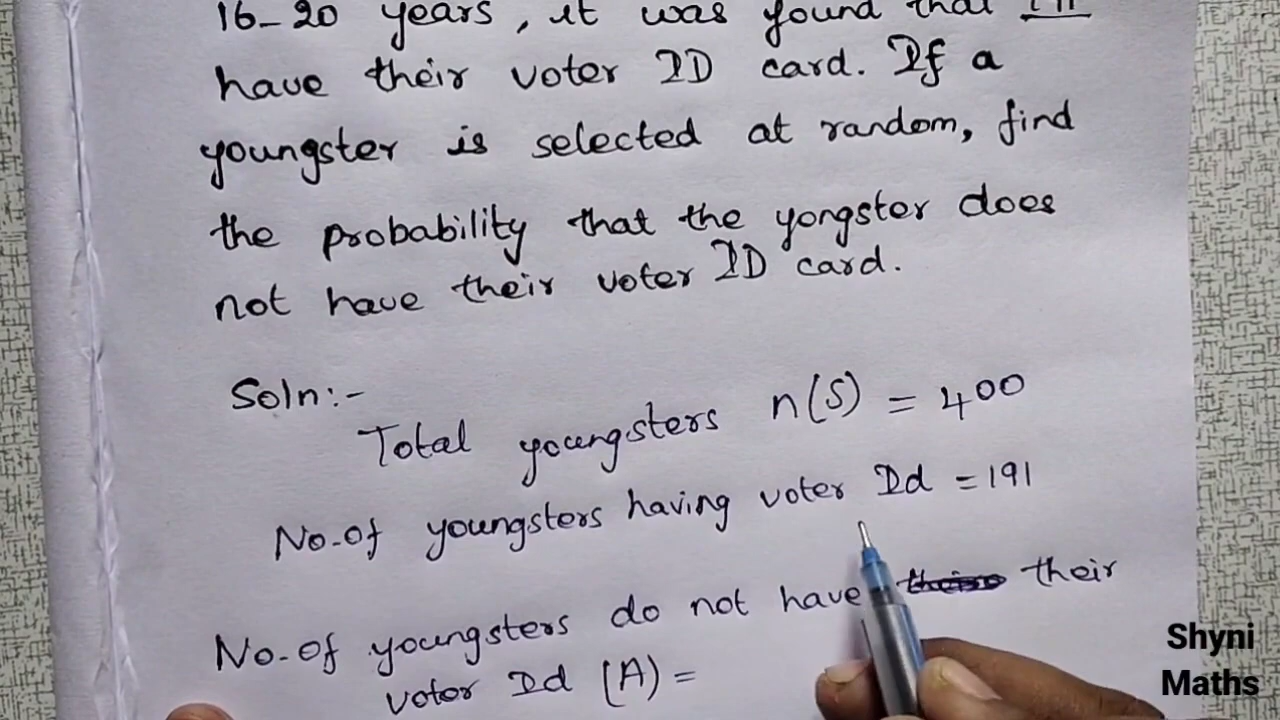 16-20 years, it was found that 191
have their voter ID card. If a
youngster is selected at random, find
the probability that the yongster does
not have their voter ID card.
Soln:-
Total youngsters n(S) = 400
No.of youngsters having voter Id = 191
No.of youngsters do not have their
voter Id (A) =
Shyni
Maths